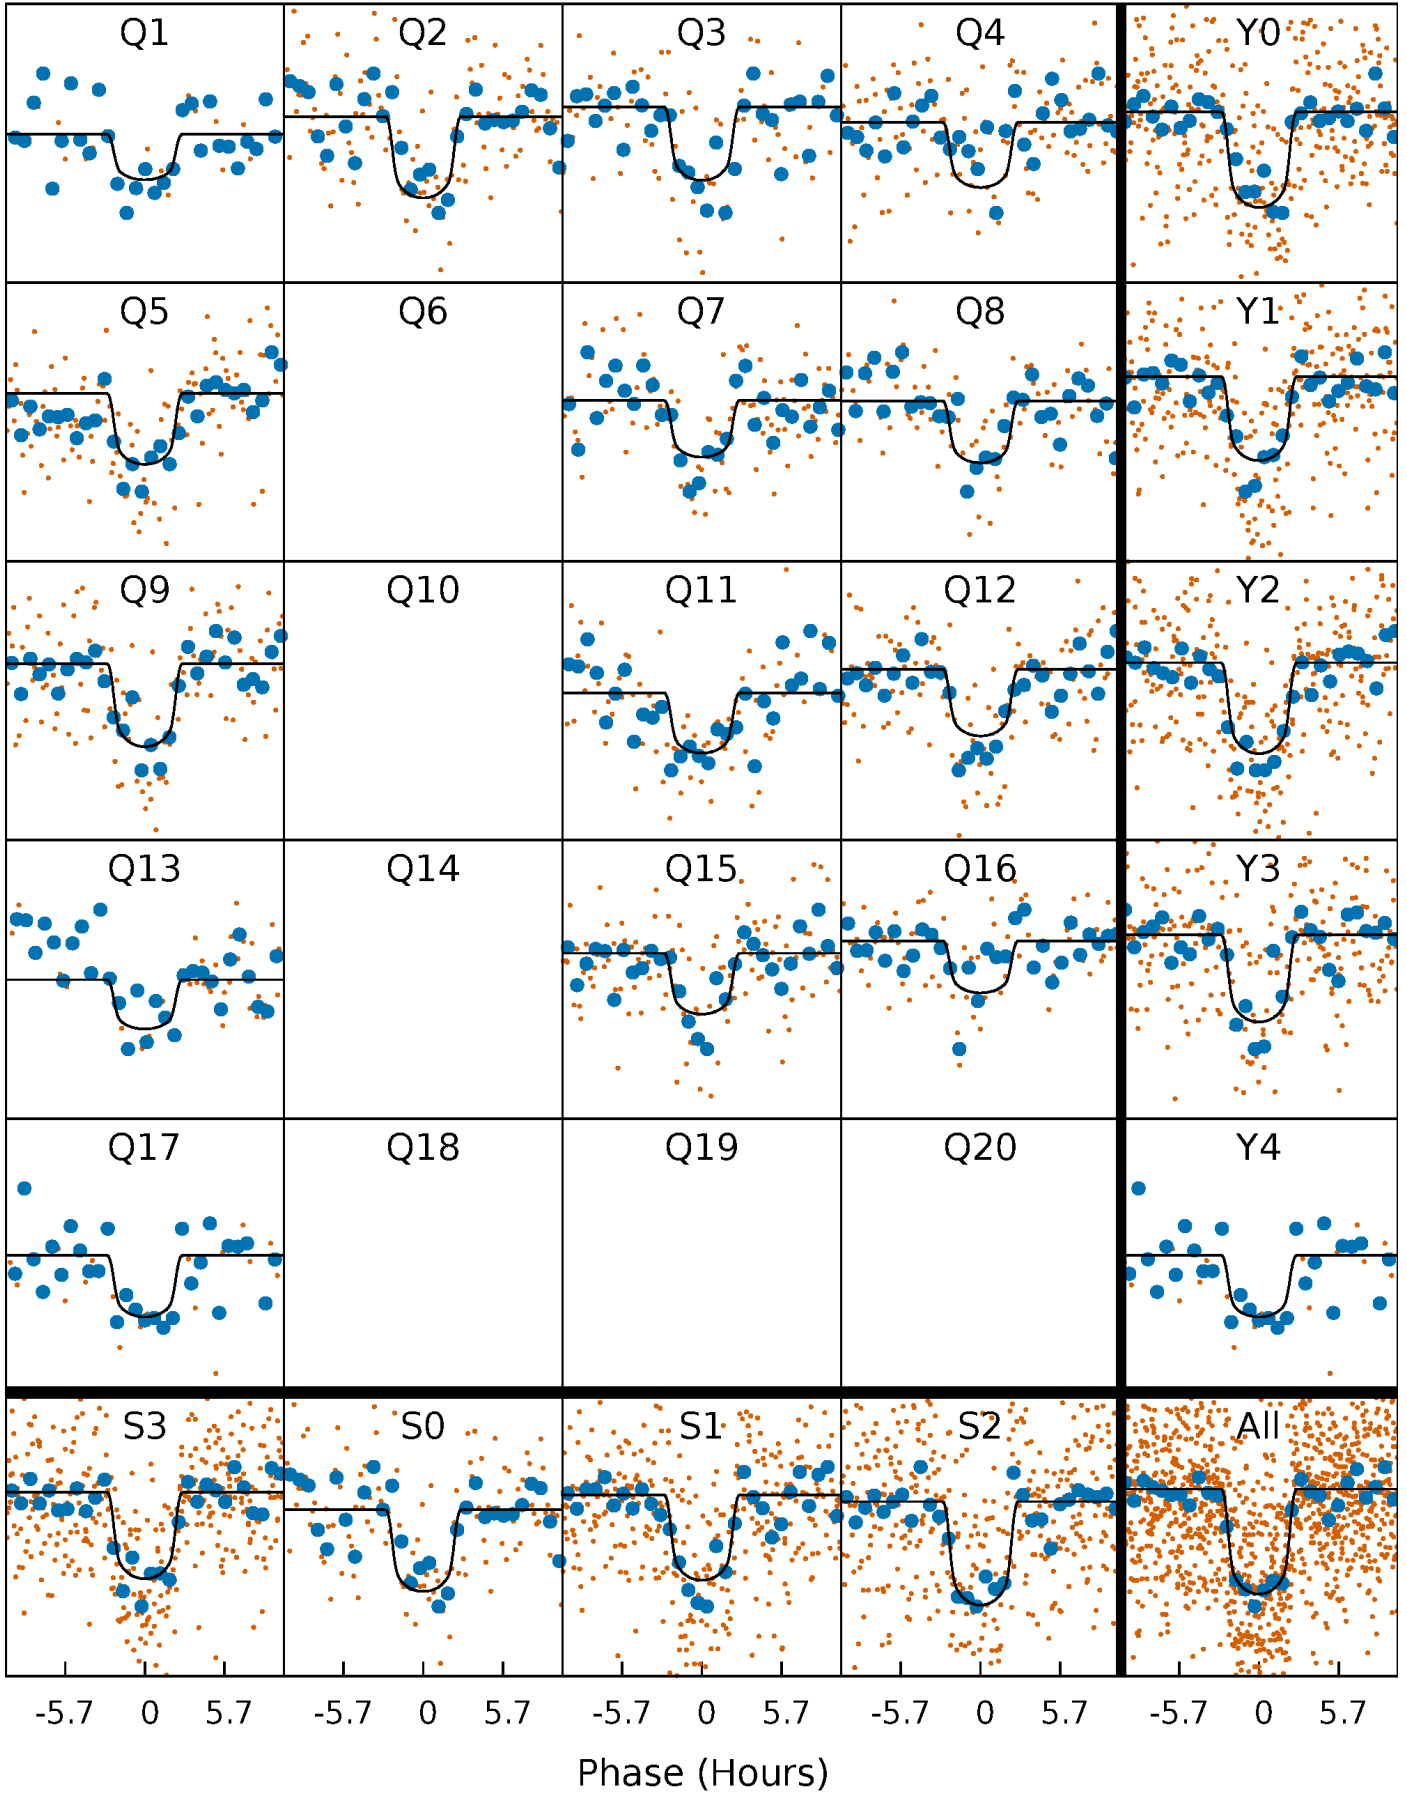 Q1 Q2 Q3 Q4 Y0
Q5 Q6 Q7 Q8 Y1
Q9 Q10 Q11 Q12 Y2
Q13 Q14 Q15 Q16 Y3
Q17 Q18 Q19 Q20 Y4
S3 S0 S1 S2 All
-5.7 0 5.7 -5.7 0 5.7 -5.7 0 5.7 -5.7 0 5.7 -5.7 0 5.7
Phase (Hours)